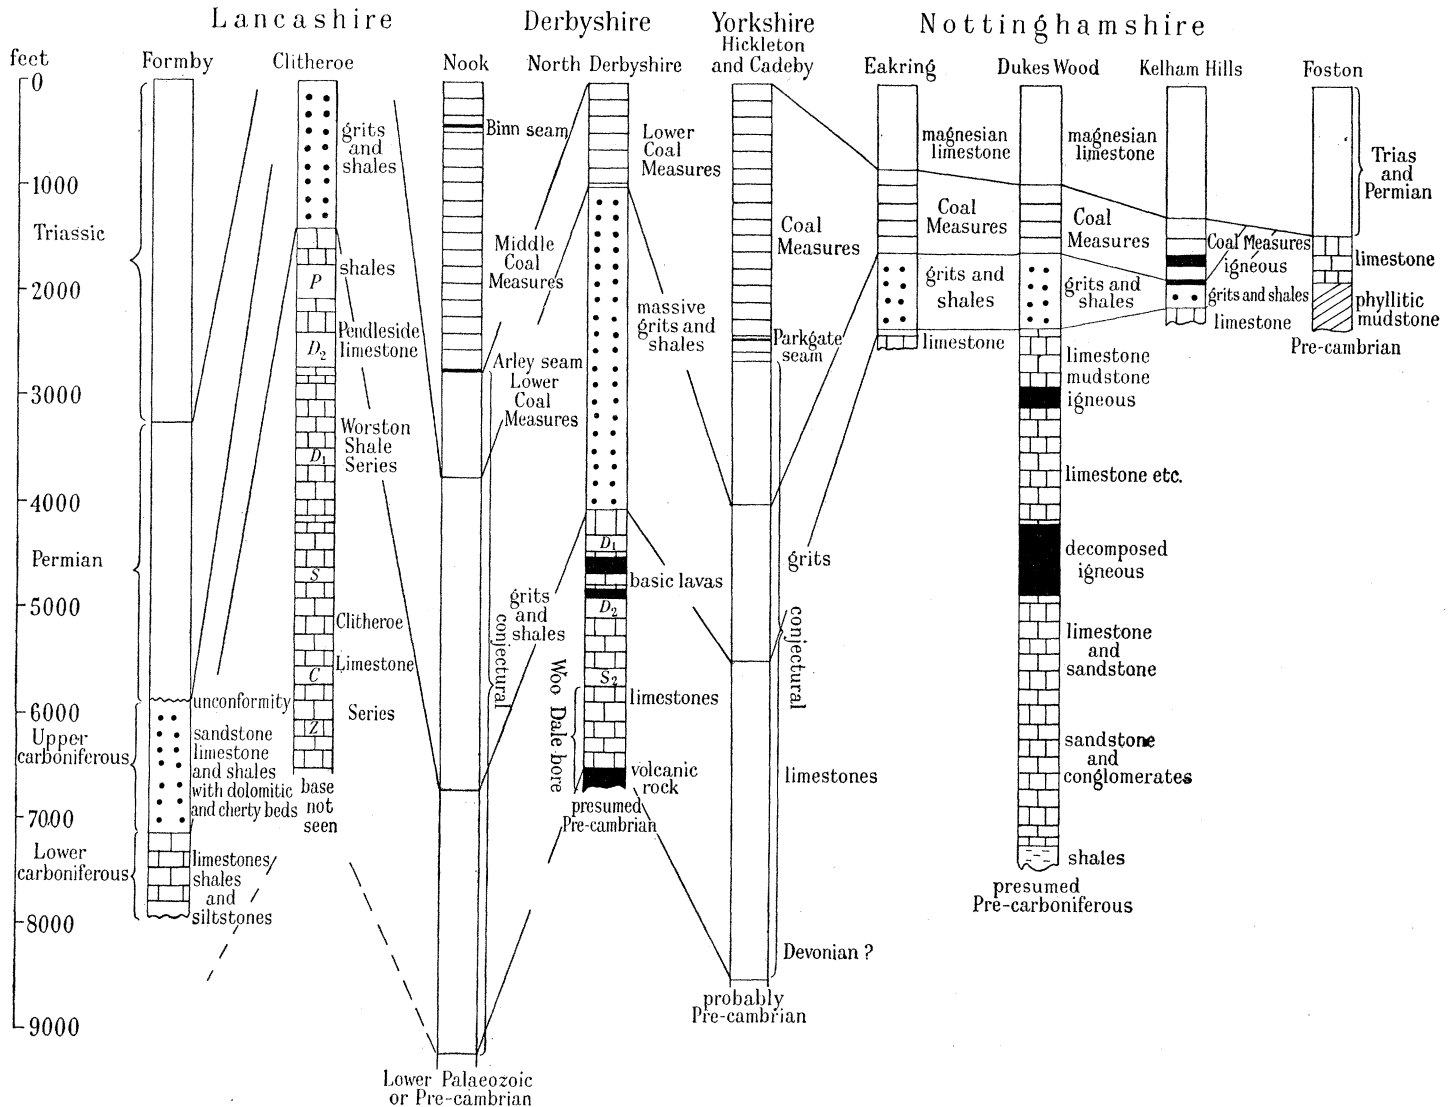 Lancashire
Derbyshire
Yorkshire
Nottinghamshire
feet
Formby
Clitheroe
Nook
North Derbyshire
Hickleton
and Cadeby
Eakring
Dukes Wood
Kelham Hills
Foston
0
1000
2000
3000
4000
5000
6000
7000
8000
9000
Triassic
Permian
Upper
carboniferous
Lower
carboniferous
unconformity
sandstone
limestone
and shales
with dolomitic
and cherty beds
limestones
shales
and
siltstones
grits
and
shales
shales
P
Pendleside
limestone
D2
Worston
Shale
Series
D1
S
Clitheroe
Limestone
C
Series
Z
base
not
seen
Binn seam
Middle
Coal
Measures
Arley seam
Lower
Coal
Measures
grits
and
shales
conjectural
Lower Palaeozoic
or Pre-cambrian
Lower
Coal
Measures
massive
grits and
shales
D1
basic lavas
D2
S2
limestones
Woo Dale bore
volcanic
rock
presumed
Pre-cambrian
Coal
Measures
Parkgate
seam
grits
conjectural
limestones
Devonian ?
probably
Pre-cambrian
magnesian
limestone
Coal
Measures
grits and
shales
limestone
magnesian
limestone
Coal
Measures
grits and
shales
limestone
mudstone
igneous
limestone etc.
decomposed
igneous
limestone
and
sandstone
sandstone
and
conglomerates
shales
presumed
Pre-carboniferous
Coal Measures
igneous
grits and shales
limestone
Trias
and
Permian
limestone
phyllitic
mudstone
Pre-cambrian